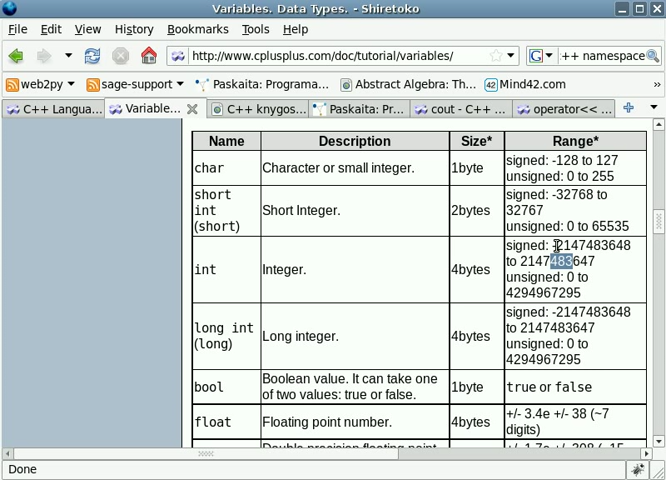 Variables. Data Types. - Shiretoko
File Edit View History Bookmarks Tools Help
http://www.cplusplus.com/doc/tutorial/variables/
++ namespace
web2py sage-support Paskaita: Programa... Abstract Algebra: Th... Mind42.com »
C++ Langua... Variable... C++ knygos... Paskaita: Pr... cout - C++ ... operator<< ...
Name Description Size* Range*
char Character or small integer. 1byte signed: -128 to 127
unsigned: 0 to 255
short
int
(short) Short Integer. 2bytes signed: -32768 to
32767
unsigned: 0 to 65535
int Integer. 4bytes signed: -2147483648
to 2147483647
unsigned: 0 to
4294967295
long int
(long) Long integer. 4bytes signed: -2147483648
to 2147483647
unsigned: 0 to
4294967295
bool Boolean value. It can take one
of two values: true or false. 1byte true or false
float Floating point number. 4bytes +/- 3.4e +/- 38 (~7
digits)
Double precision floating point
Done